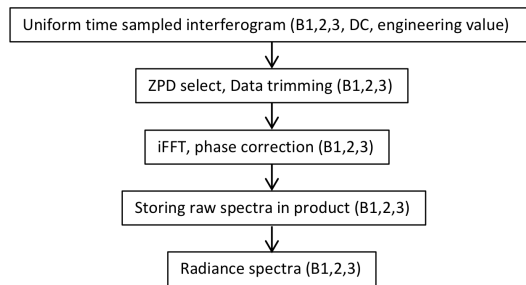 Uniform time sampled interferogram (B1,2,3, DC, engineering value)
ZPD select, Data trimming (B1,2,3)
iFFT, phase correction (B1,2,3)
Storing raw spectra in product (B1,2,3)
Radiance spectra (B1,2,3)